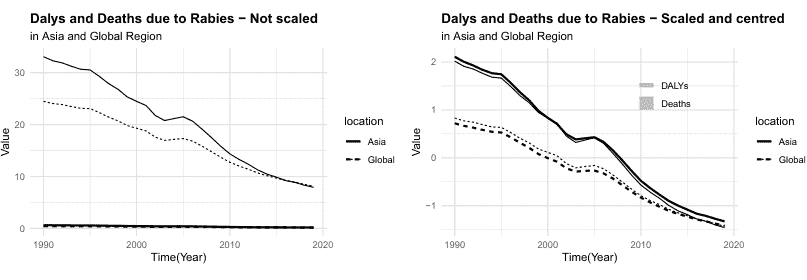 Dalys and Deaths due to Rabies − Not scaled
in Asia and Global Region
Value
30
20
10
0
1990
2000
2010
2020
Time(Year)
location
Asia
Global
Dalys and Deaths due to Rabies − Scaled and centred
in Asia and Global Region
Value
2
1
0
−1
1990
2000
2010
2020
Time(Year)
DALYs
Deaths
location
Asia
Global